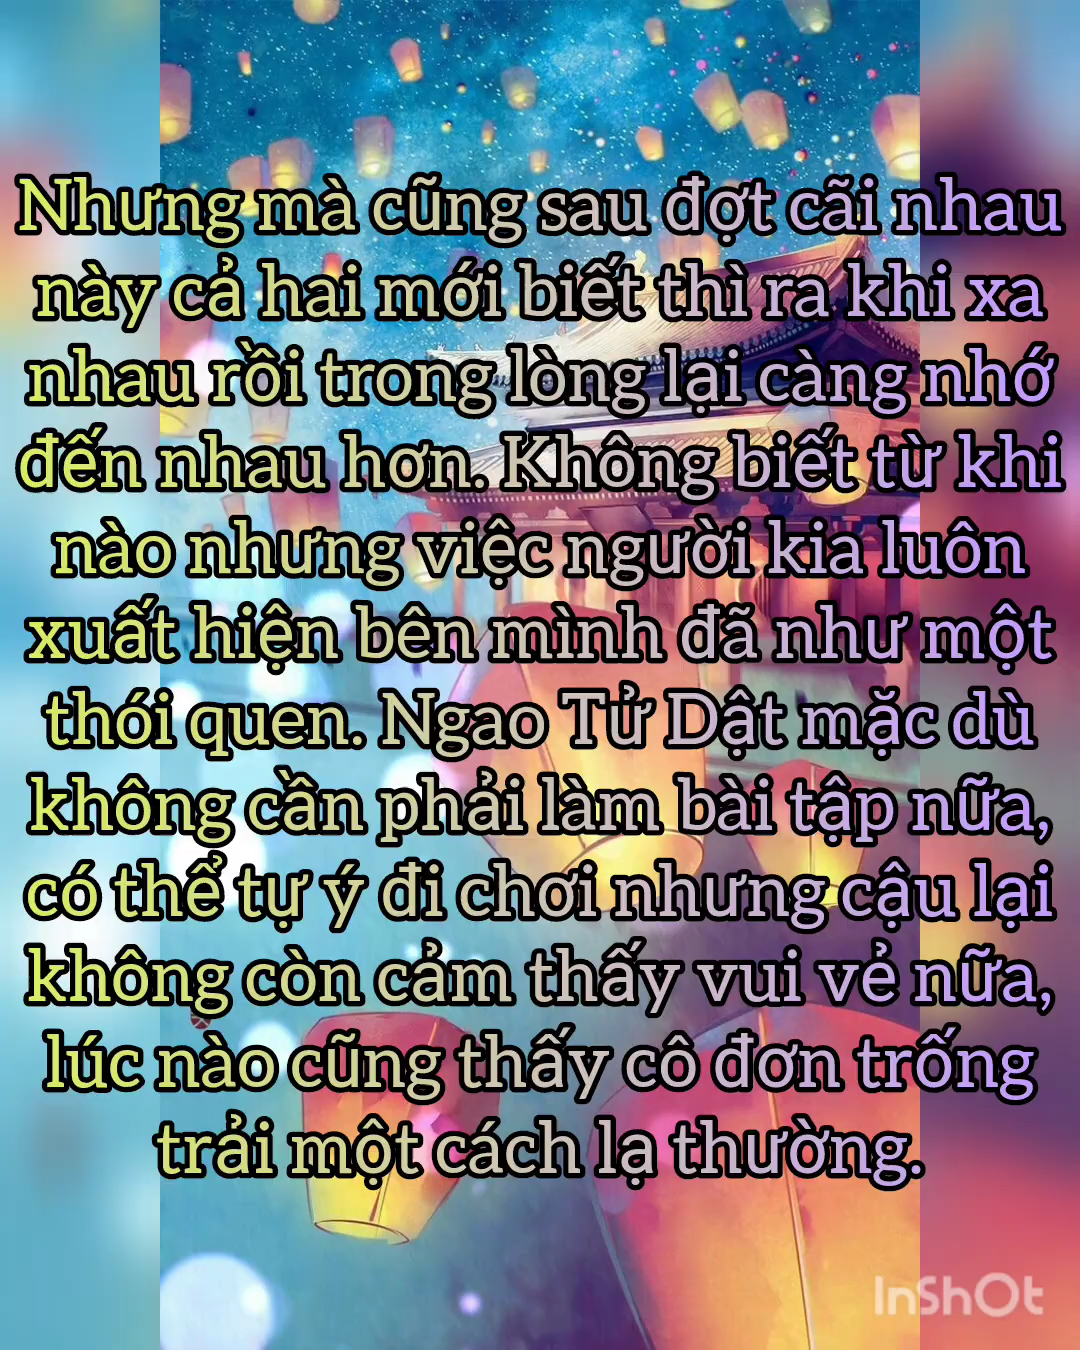 Nhưng mà cũng sau đợt cãi nhau
này cả hai mới biết thì ra khi xa
nhau rồi trong lòng lại càng nhớ
đến nhau hơn. Không biết từ khi
nào nhưng việc người kia luôn
xuất hiện bên mình đã như một
thói quen. Ngao Tử Dật mặc dù
không cần phải làm bài tập nữa,
có thể tự ý đi chơi nhưng cậu lại
không còn cảm thấy vui vẻ nữa,
lúc nào cũng thấy cô đơn trống
trải một cách lạ thường.
InShOt